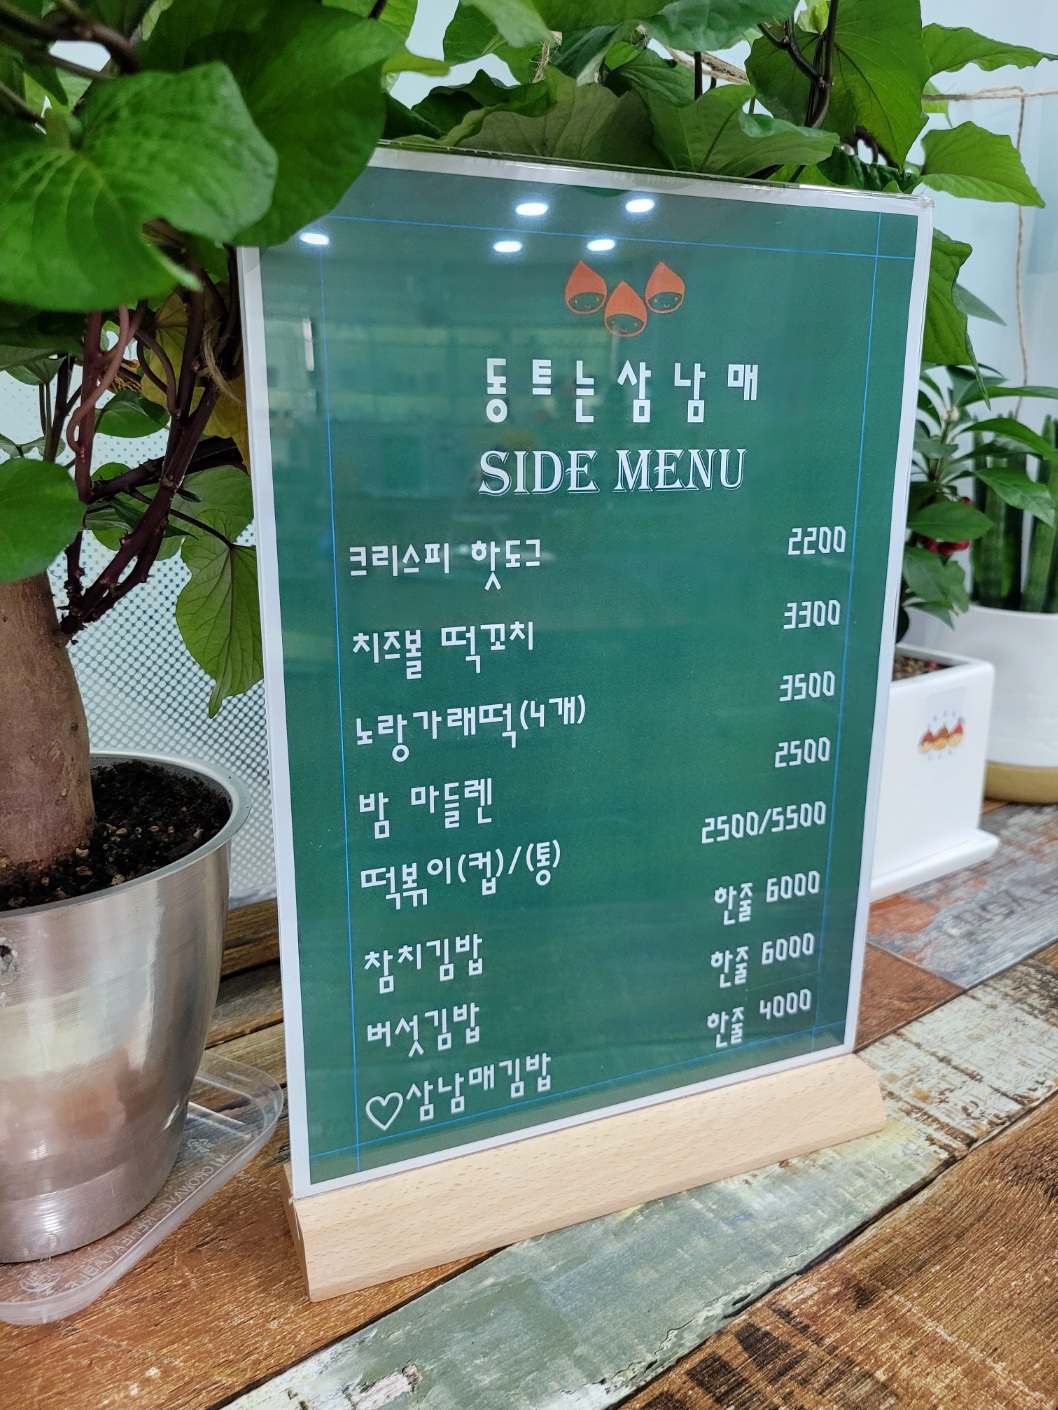 동트는삼남매
SIDE MENU
크리스피 핫도그 2200
치즈볼 떡꼬치 3300
노랑가래떡(4개) 3500
밤 마들렌 2500
떡볶이(컵)/(통) 2500/5500
참치김밥 한줄 6000
버섯김밥 한줄 6000
♡삼남매김밥 한줄 4000